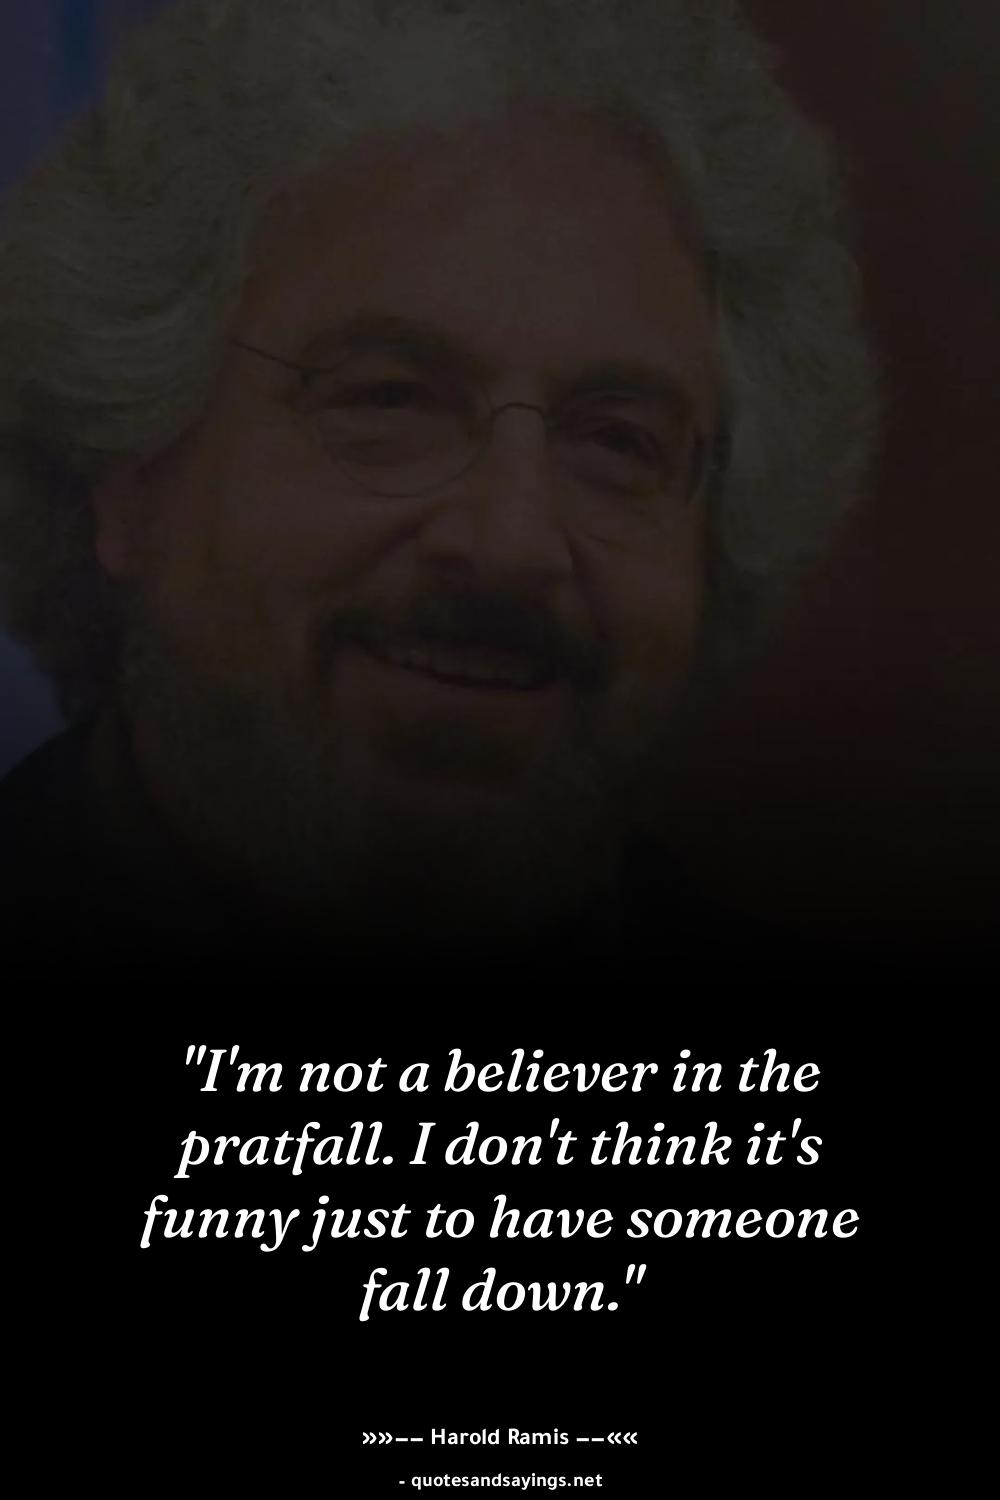 "I'm not a believer in the
pratfall. I don't think it's
funny just to have someone
fall down."
»»–– Harold Ramis ––««
- quotesandsayings.net